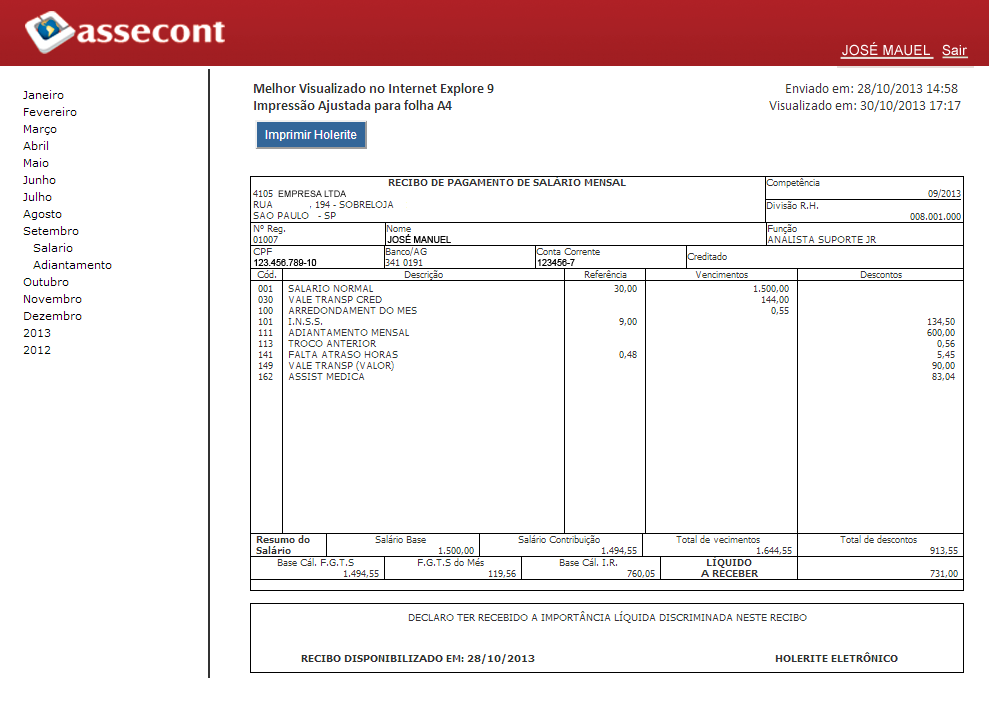 assecont
JOSÉ MAUEL Sair
Janeiro
Fevereiro
Março
Abril
Maio
Junho
Julho
Agosto
Setembro
Salario
Adiantamento
Outubro
Novembro
Dezembro
2013
2012
Melhor Visualizado no Internet Explore 9
Impressão Ajustada para folha A4
Enviado em: 28/10/2013 14:58
Visualizado em: 30/10/2013 17:17
Imprimir Holerite
RECIBO DE PAGAMENTO DE SALÁRIO MENSAL
4105 EMPRESA LTDA
RUA , 194 - SOBRELOJA
SAO PAULO - SP
Competência
09/2013
Divisão R.H.
008.001.000
Nº Reg.
01007
Nome
JOSÉ MANUEL
Função
ANALISTA SUPORTE JR
CPF
123.456.789-10
Banco/AG
341 0191
Conta Corrente
123456-7
Creditado
Cód. Descrição Referência Vencimentos Descontos
001 SALARIO NORMAL 30,00 1.500,00
030 VALE TRANSP CRED 144,00
100 ARREDONDAMENT DO MES 0,55
101 I.N.S.S. 9,00 134,50
111 ADIANTAMENTO MENSAL 600,00
113 TROCO ANTERIOR 0,56
141 FALTA ATRASO HORAS 0,48 5,45
149 VALE TRANSP (VALOR) 90,00
162 ASSIST MEDICA 83,04
Resumo do
Salário
Salário Base
1.500,00
Salário Contribuição
1.494,55
Total de vecimentos
1.644,55
Total de descontos
913,55
Base Cál. F.G.T.S
1.494,55
F.G.T.S do Més
119,56
Base Cál. I.R.
760,05
LÍQUIDO
A RECEBER
731,00
DECLARO TER RECEBIDO A IMPORTÂNCIA LÍQUIDA DISCRIMINADA NESTE RECIBO
RECIBO DISPONIBILIZADO EM: 28/10/2013 HOLERITE ELETRÔNICO